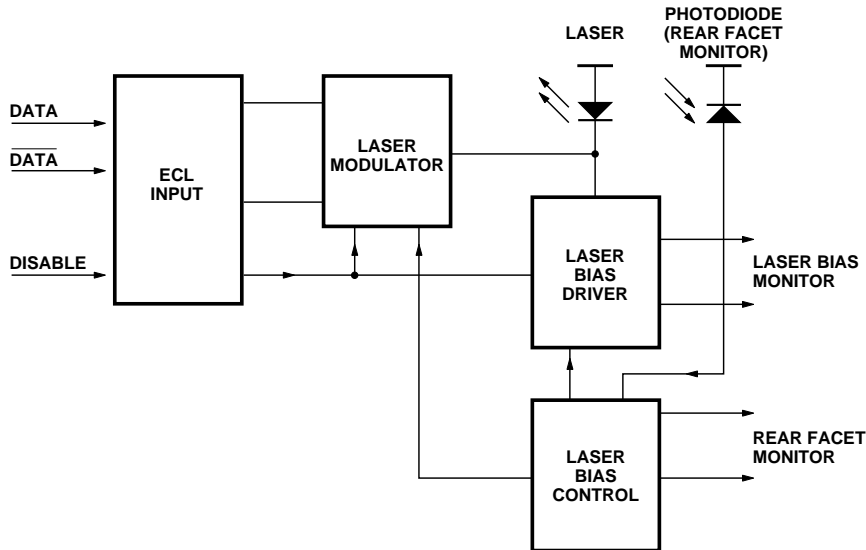 LASER
PHOTODIODE
(REAR FACET
MONITOR)
DATA
DATA
DISABLE
ECL
INPUT
LASER
MODULATOR
LASER
BIAS
DRIVER
LASER BIAS
MONITOR
LASER
BIAS
CONTROL
REAR FACET
MONITOR